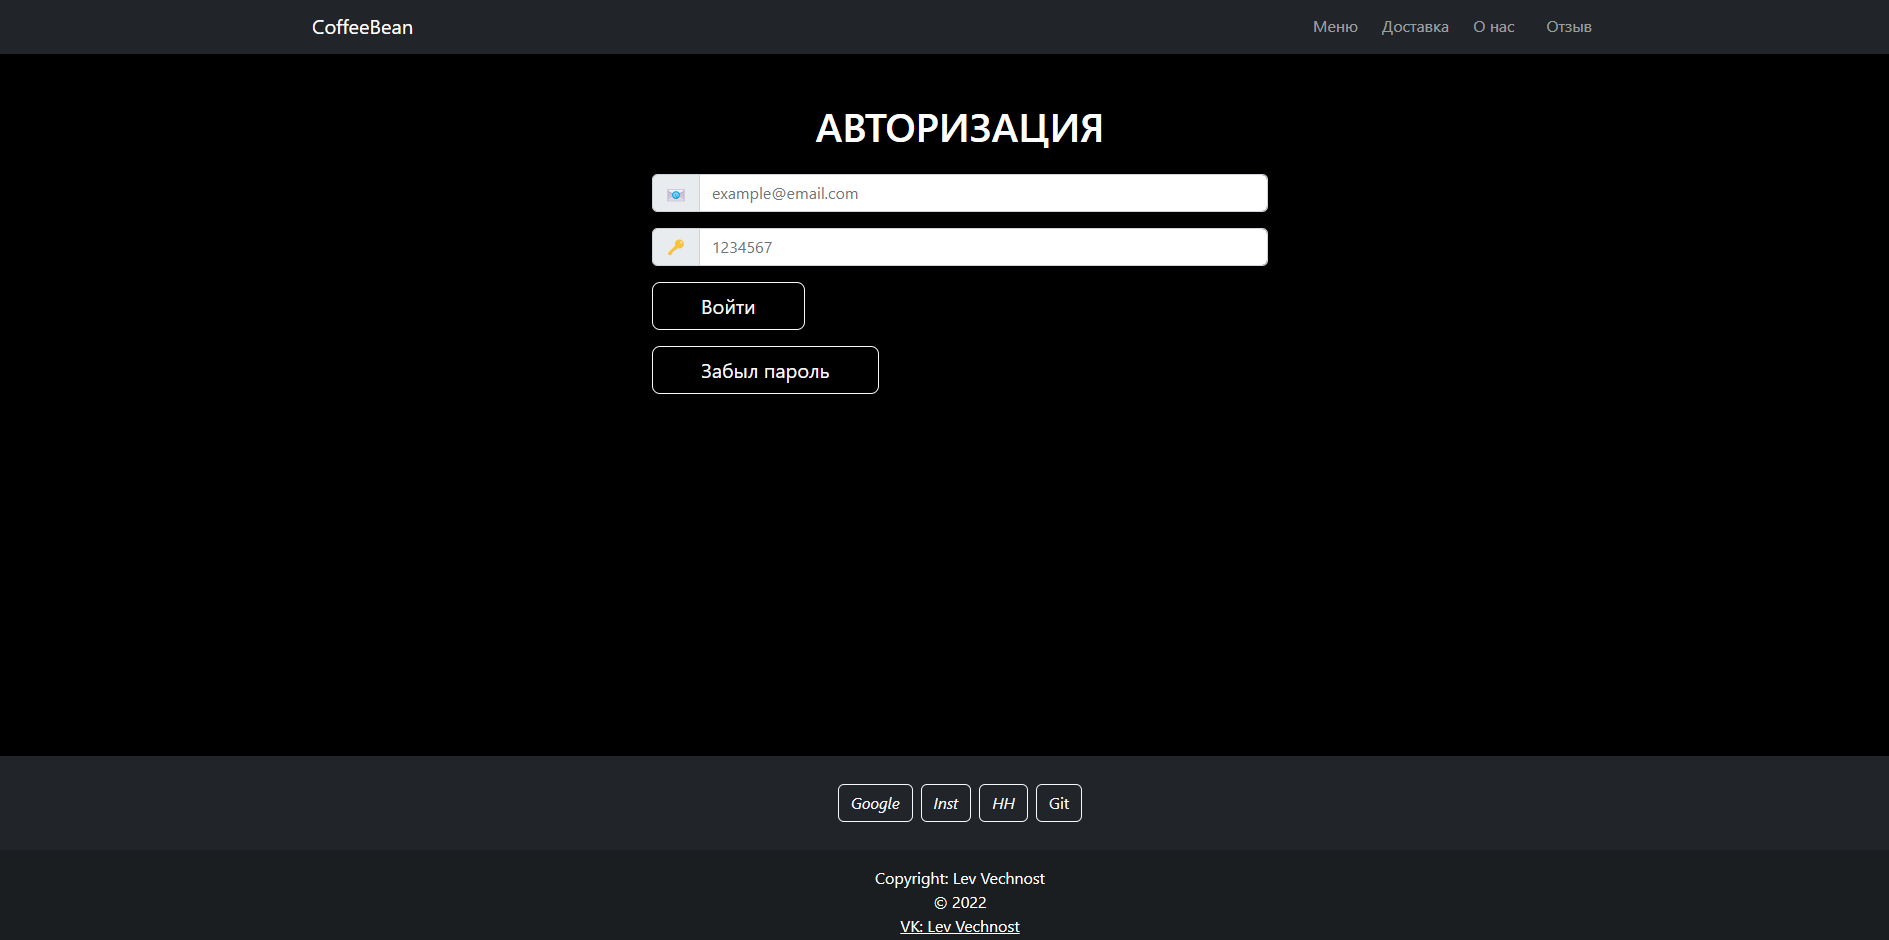 CoffeeBean Меню Доставка О нас Отзыв
АВТОРИЗАЦИЯ
example@email.com
1234567
Войти
Забыл пароль
Google Inst HH Git
Copyright: Lev Vechnost
© 2022
VK: Lev Vechnost